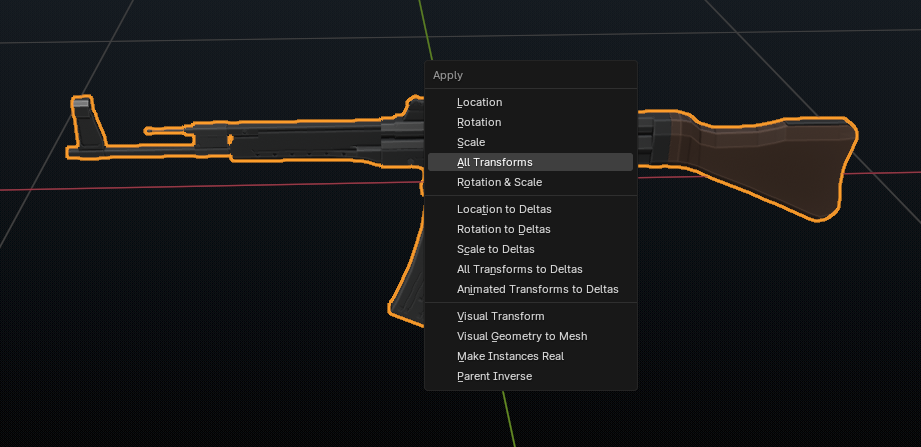 Apply
Location
Rotation
Scale
All Transforms
Rotation & Scale
Location to Deltas
Rotation to Deltas
Scale to Deltas
All Transforms to Deltas
Animated Transforms to Deltas
Visual Transform
Visual Geometry to Mesh
Make Instances Real
Parent Inverse